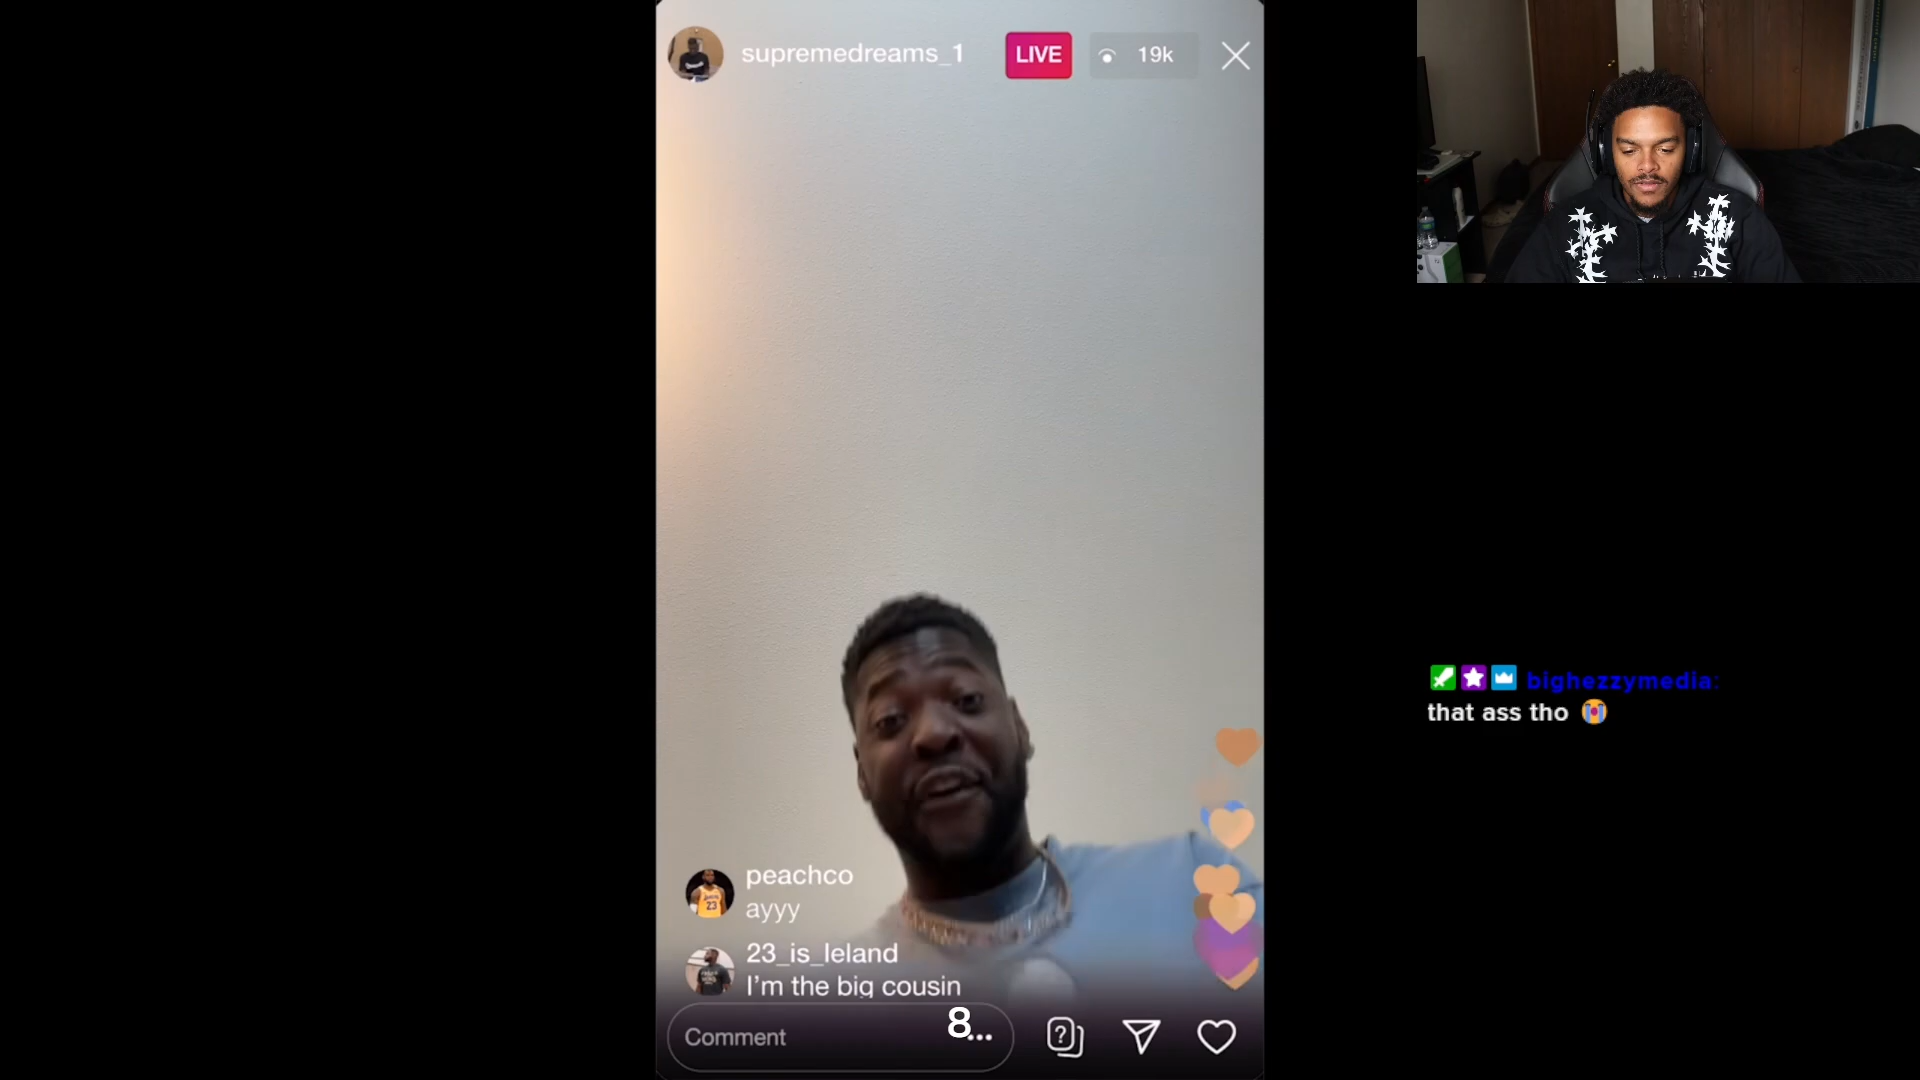 supremedreams_1
LIVE
19k
peachco
ayyy
23_is_leland
I'm the big cousin
Comment
8...
bighezzymedia:
that ass tho 😭